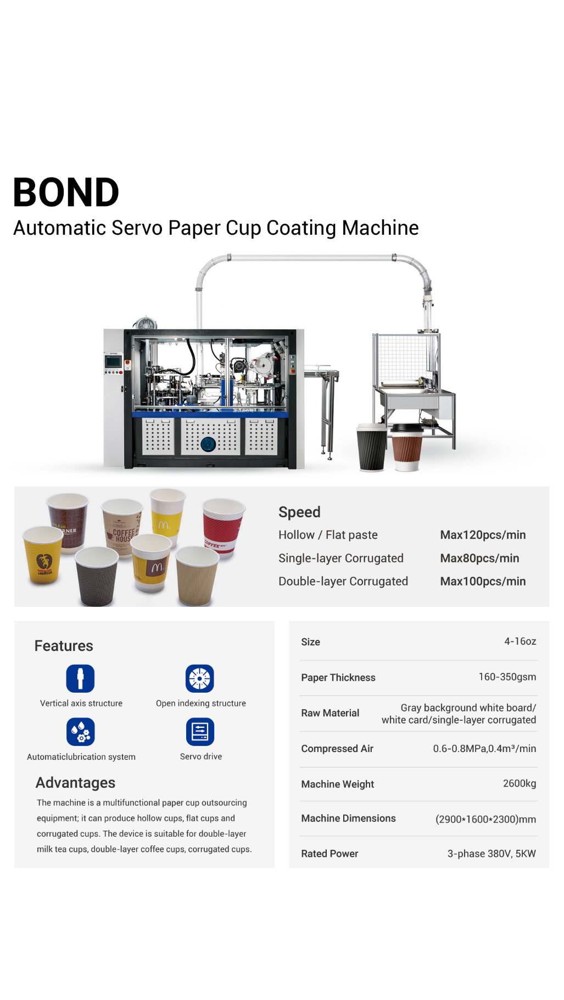 BOND
Automatic Servo Paper Cup Coating Machine
CORNER
COFFEE
HOUSE
COFFEE
Speed
Hollow / Flat paste Max120pcs/min
Single-layer Corrugated Max80pcs/min
Double-layer Corrugated Max100pcs/min
Features
Vertical axis structure
Open indexing structure
Automaticlubrication system
Servo drive
Advantages
The machine is a multifunctional paper cup outsourcing
equipment; it can produce hollow cups, flat cups and
corrugated cups. The device is suitable for double-layer
milk tea cups, double-layer coffee cups, corrugated cups.
Size 4-16oz
Paper Thickness 160-350gsm
Raw Material Gray background white board/
white card/single-layer corrugated
Compressed Air 0.6-0.8MPa,0.4m³/min
Machine Weight 2600kg
Machine Dimensions (2900*1600*2300)mm
Rated Power 3-phase 380V, 5KW